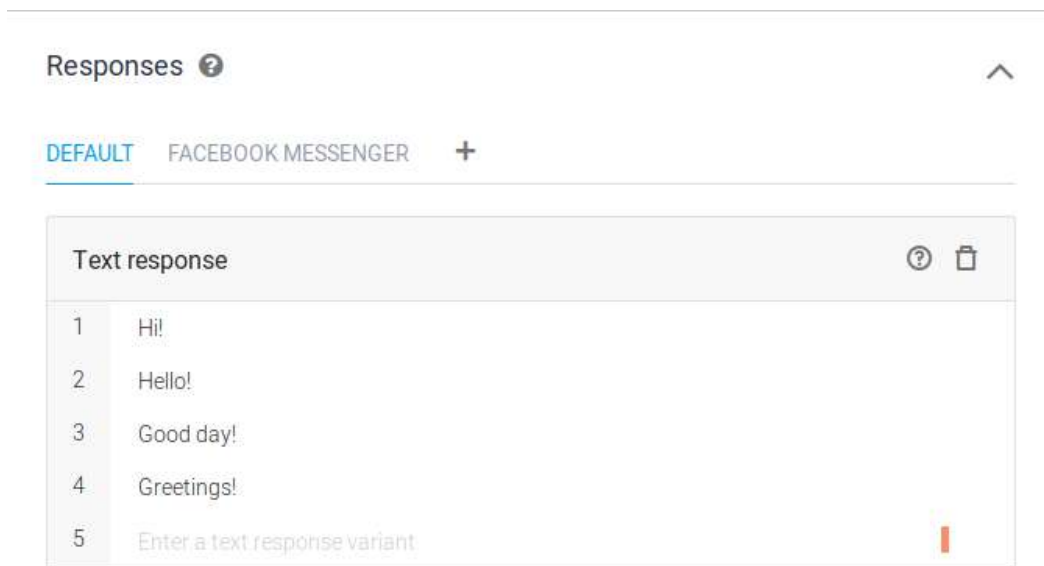 Responses
DEFAULT FACEBOOK MESSENGER +
Text response
1 Hi!
2 Hello!
3 Good day!
4 Greetings!
5 Enter a text response variant